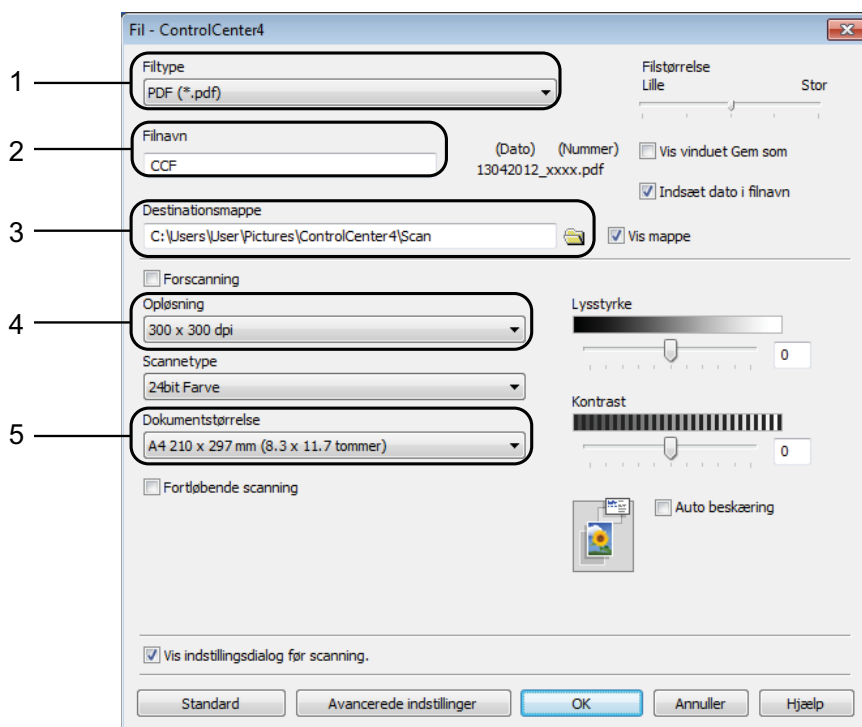 Fil - ControlCenter4
1
Filtype
PDF (*.pdf)
Filstørrelse
Lille Stor
2
Filnavn
CCF
(Dato) (Nummer)
13042012_xxxx.pdf
Vis vinduet Gem som
Indsæt dato i filnavn
3
Destinationsmappe
C:\Users\User\Pictures\ControlCenter4\Scan
Vis mappe
Forscanning
4
Opløsning
300 x 300 dpi
Lysstyrke
0
Scannetype
24bit Farve
Kontrast
0
5
Dokumentstørrelse
A4 210 x 297 mm (8.3 x 11.7 tommer)
Fortløbende scanning
Auto beskæring
Vis indstillingsdialog før scanning.
Standard Avancerede indstillinger OK Annuller Hjælp